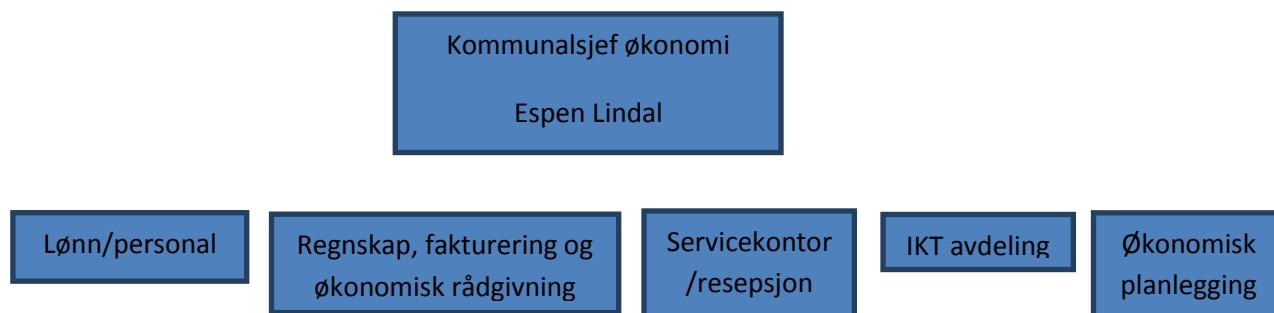 Kommunalsjef økonomi
Espen Lindal
Lønn/personal
Regnskap, fakturering og
økonomisk rådgivning
Servicekontor
/resepsjon
IKT avdeling
Økonomisk
planlegging